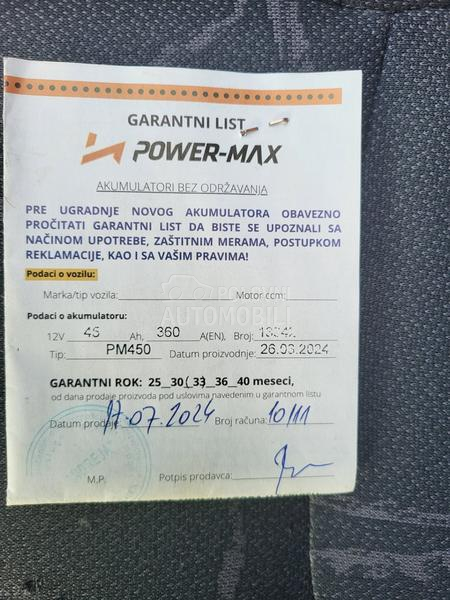 GARANTNI LIST
POWER-MAX
AKUMULATORI BEZ ODRŽAVANJA
PRE UGRADNJE NOVOG AKUMULATORA OBAVEZNO
PROČITATI GARANTNI LIST DA BISTE SE UPOZNALI SA
NAČINOM UPOTREBE, ZAŠTITNIM MERAMA, POSTUPKOM
REKLAMACIJE, KAO I SA VAŠIM PRAVIMA!
Podaci o vozilu:
Marka/tip vozila: Motor ccm:
POLOVNI
AUTOMOBILI
Podaci o akumulatoru:
12V 45 Ah, 360 A(EN), Broj:
Tip: PM450 Datum proizvodnje: 26.03.2024
GARANTNI ROK: 25__30(33)__36__40 meseci,
od dana prodaje proizvoda pod uslovima navedenim u garantnom listu
Datum prodaje 17.07.2024 Broj računa: 10/11
M.P. Potpis prodavca: